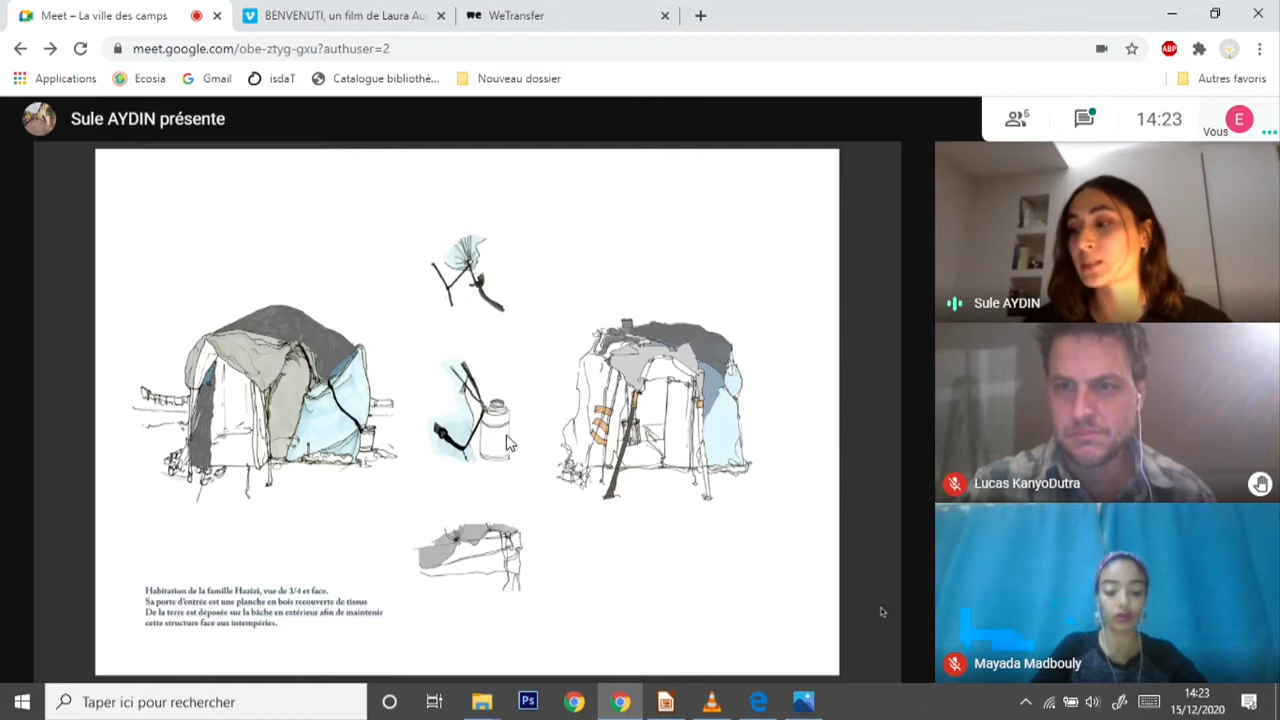 Meet – La ville des camps
BENVENUTI, un film de Laura Au
WeTransfer
meet.google.com/obe-ztyg-gxu?authuser=2
ABP
Applications
Ecosia
Gmail
isdaT
Catalogue bibliothé...
Nouveau dossier
Autres favoris
Sule AYDIN présente
5
14:23
Vous
E
Sule AYDIN
Lucas KanyoDutra
Mayada Madbouly
Habitation de la famille Hazizi, vue de 3/4 et face.
Sa porte d'entrée est une planche en bois recouverte de tissus
De la terre est déposée sur la bâche en extérieur afin de maintenir
cette structure face aux intempéries.
Taper ici pour rechercher
Ps
14:23
15/12/2020